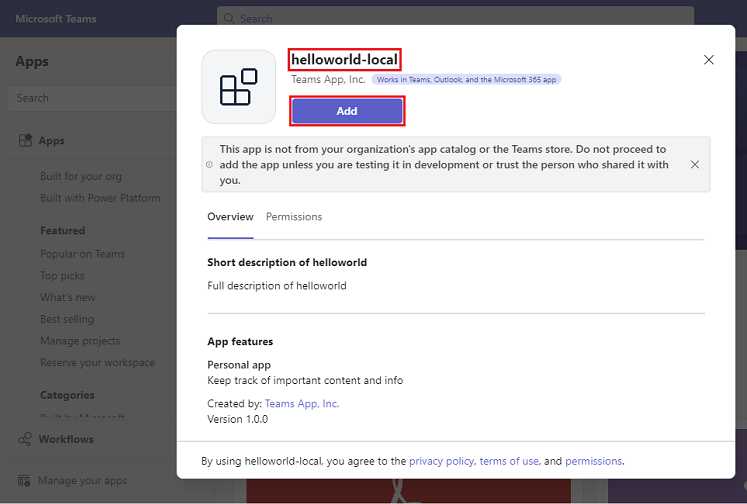 Microsoft Teams
Search
Apps
Search
Apps
Built for your org
Built with Power Platform
Featured
Popular on Teams
Top picks
What's new
Best selling
Manage projects
Reserve your workspace
Categories
Built by Microsoft
Workflows
Manage your apps
helloworld-local
Teams App, Inc. Works in Teams, Outlook, and the Microsoft 365 app
Add
This app is not from your organization's app catalog or the Teams store. Do not proceed to
add the app unless you are testing it in development or trust the person who shared it with
you.
Overview Permissions
Short description of helloworld
Full description of helloworld
App features
Personal app
Keep track of important content and info
Created by: Teams App, Inc.
Version 1.0.0
By using helloworld-local, you agree to the privacy policy, terms of use, and permissions.